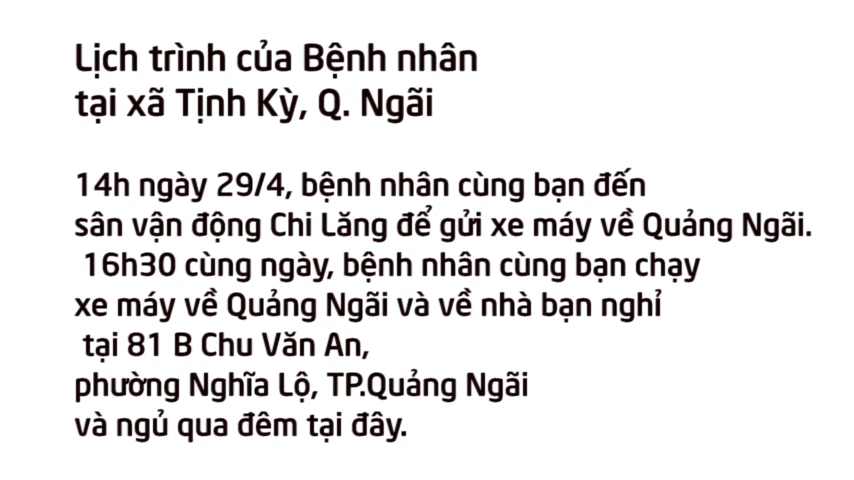 Lịch trình của Bệnh nhân
tại xã Tịnh Kỳ, Q. Ngãi
14h ngày 29/4, bệnh nhân cùng bạn đến
sân vận động Chi Lăng để gửi xe máy về Quảng Ngãi.
16h30 cùng ngày, bệnh nhân cùng bạn chạy
xe máy về Quảng Ngãi và về nhà bạn nghỉ
tại 81 B Chu Văn An,
phường Nghĩa Lộ, TP.Quảng Ngãi
và ngủ qua đêm tại đây.